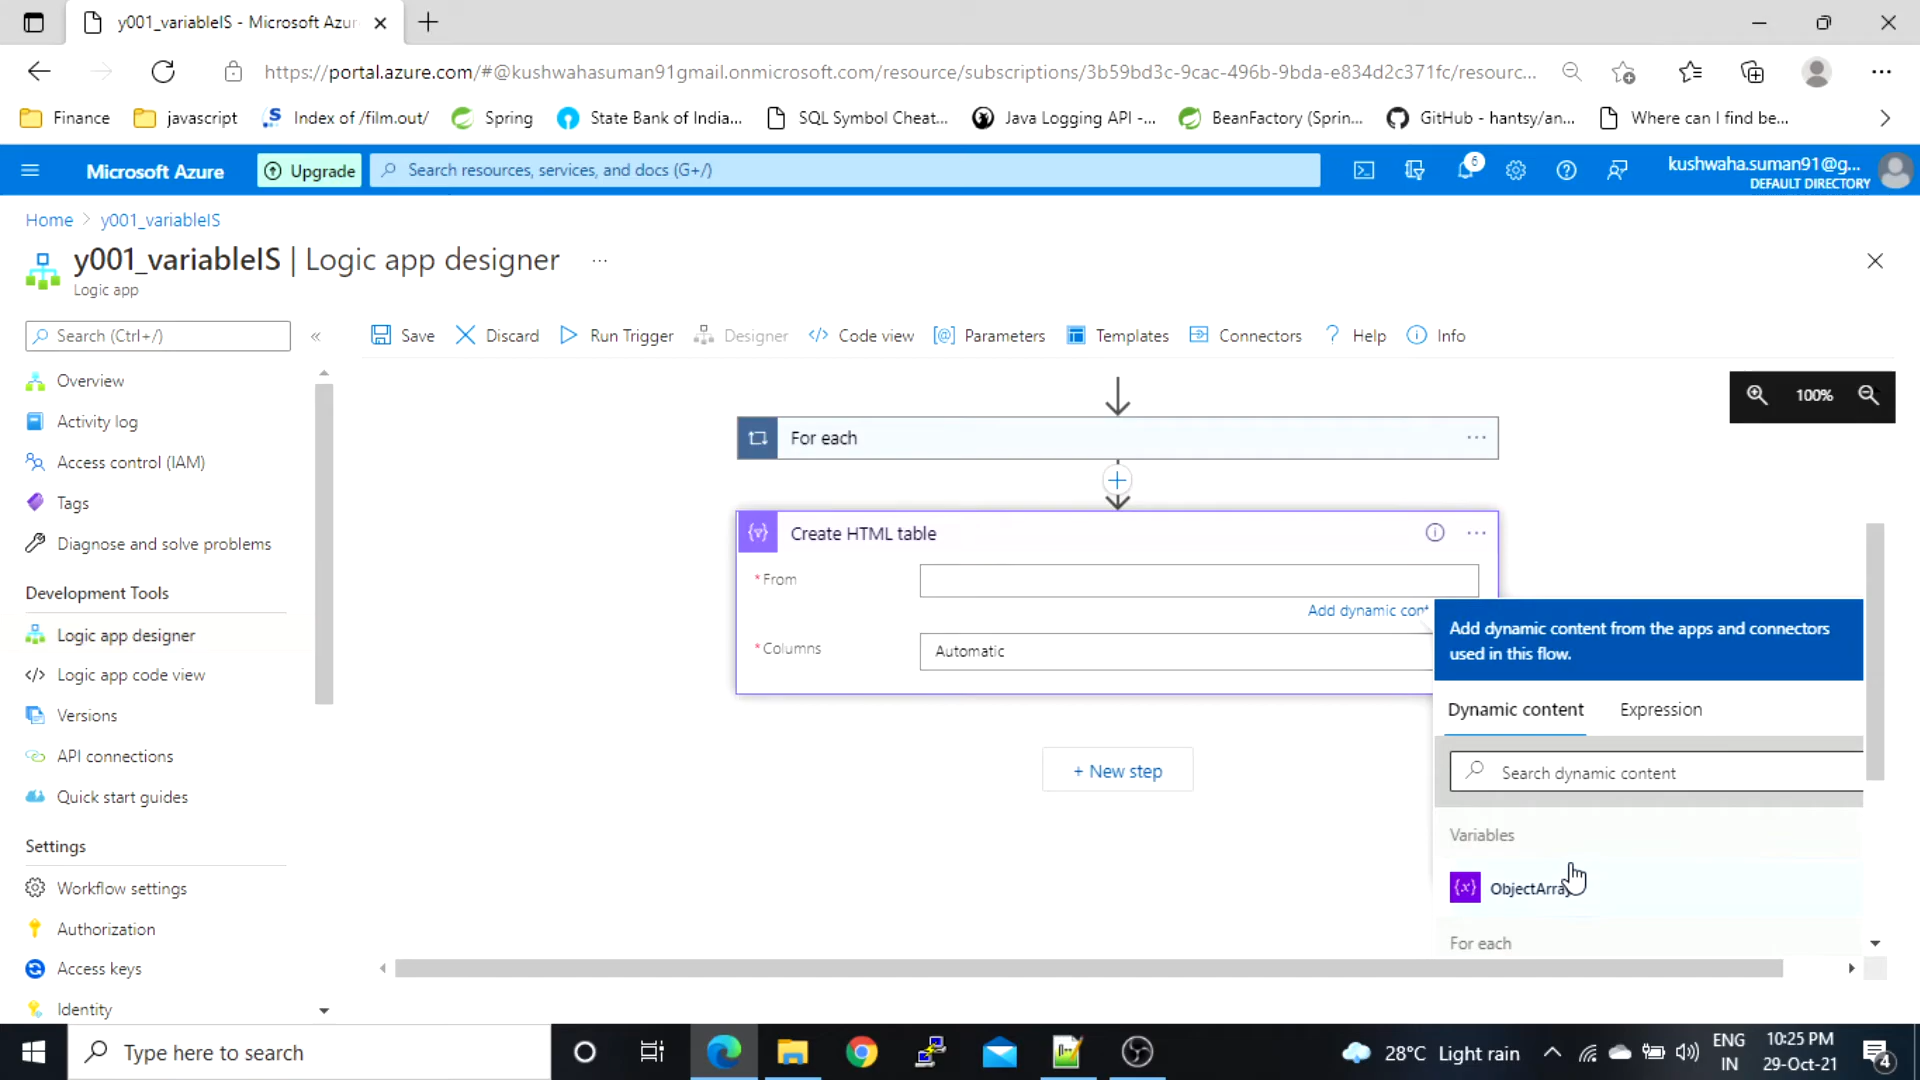 y001_variableIS - Microsoft Azur
https://portal.azure.com/#@kushwahasuman91gmail.onmicrosoft.com/resource/subscriptions/3b59bd3c-9cac-496b-9bda-e834d2c371fc/resourc...
Finance
javascript
Index of /film.out/
Spring
State Bank of India...
SQL Symbol Cheat...
Java Logging API -...
BeanFactory (Sprin...
GitHub - hantsy/an...
Where can I find be...
Microsoft Azure
Upgrade
Search resources, services, and docs (G+/)
6
kushwaha.suman91@g...
DEFAULT DIRECTORY
Home > y001_variableIS
y001_variableIS | Logic app designer ...
Logic app
Search (Ctrl+/)
«
Save
Discard
Run Trigger
Designer
Code view
Parameters
Templates
Connectors
Help
Info
Overview
Activity log
Access control (IAM)
Tags
Diagnose and solve problems
Development Tools
Logic app designer
Logic app code view
Versions
API connections
Quick start guides
Settings
Workflow settings
Authorization
Access keys
Identity
100%
For each
Create HTML table
* From
Add dynamic cont
* Columns
Automatic
+ New step
Add dynamic content from the apps and connectors
used in this flow.
Dynamic content
Expression
Search dynamic content
Variables
{x} ObjectArray
For each
Type here to search
28°C Light rain
ENG
IN
10:25 PM
29-Oct-21
4